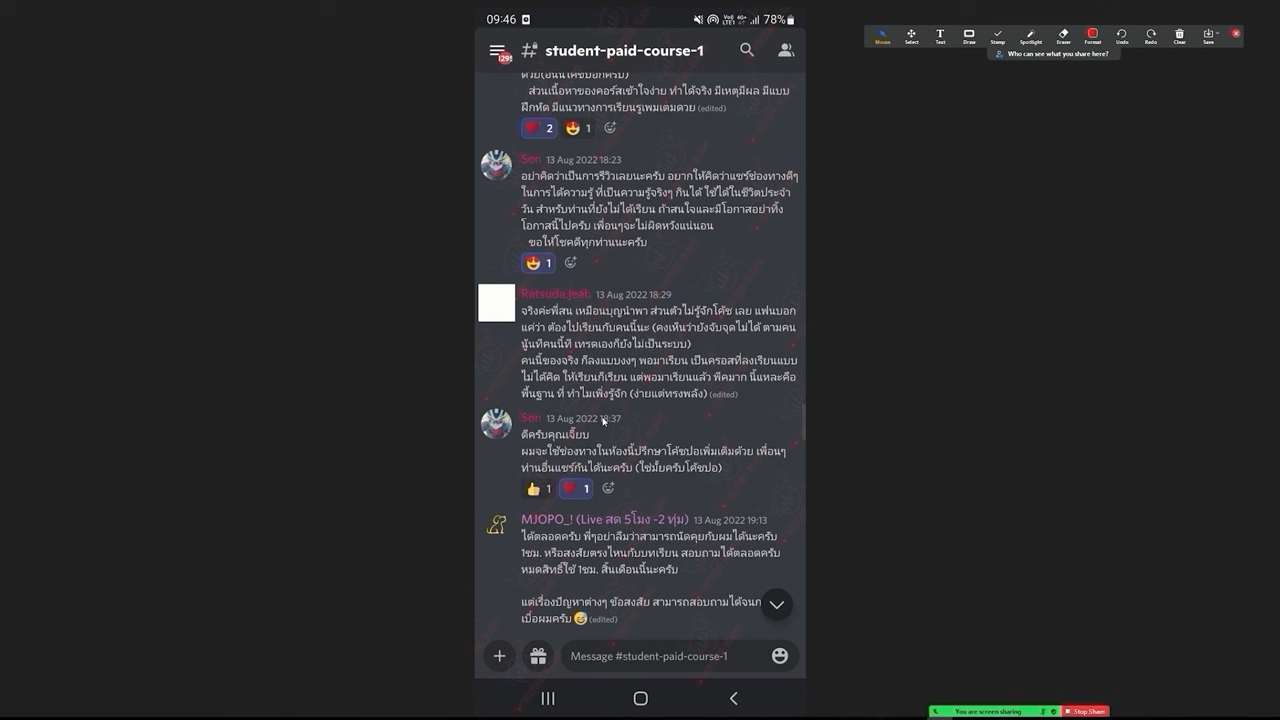 09:46
78%
Mouse Select Text Draw Stamp Spotlight Eraser Format Undo Redo Clear Save
Who can see what you share here?
student-paid-course-1
ด้วย(อันนี้โค้ชบอกครับ)
ส่วนเนื้อหาของคอร์สเข้าใจง่าย ทำได้จริง มีเหตุมีผล มีแบบ
ฝึกหัด มีแนวทางการเรียนรู้เพิ่มเติมด้วย (edited)
2 1
Son 13 Aug 2022 18:23
อย่าคิดว่าเป็นการรีวิวเลยนะครับ อยากให้คิดว่าแชร์ช่องทางดีๆ
ในการได้ความรู้ ที่เป็นความรู้จริงๆ กินได้ ใช้ได้ในชีวิตประจำ
วัน สำหรับท่านที่ยังไม่ได้เรียน ถ้าสนใจและมีโอกาสอย่าทิ้ง
โอกาสนี้ไปครับ เพื่อนๆจะไม่ผิดหวังแน่นอน
ขอให้โชคดีทุกท่านนะครับ
1
Ratsuda.jeab 13 Aug 2022 18:29
จริงค่ะพี่สน เหมือนบุญนำพา ส่วนตัวไม่รู้จักโค้ช เลย แฟนบอก
แค่ว่า ต้องไปเรียนกับคนนี้นะ (คงเห็นว่ายังจับจุดไม่ได้ ตามคน
นู้นทีคนนี้ที เทรดเองก็ยังไม่เป็นระบบ)
คนนี้ของจริง ก็ลงแบบงงๆ พอมาเรียน เป็นครอสที่ลงเรียนแบบ
ไม่ได้คิด ให้เรียนก็เรียน แต่พอมาเรียนแล้ว พีคมาก นี้แหละคือ
พื้นฐาน ที่ ทำไมเพิ่งรู้จัก (ง่ายแต่ทรงพลัง) (edited)
Son 13 Aug 2022 18:37
ดีครับคุณเจี๊ยบ
ผมจะใช้ช่องทางในห้องนี้ปรึกษาโค้ชปอเพิ่มเติมด้วย เพื่อนๆ
ท่านอื่นแชร์กันได้นะครับ (ใช่มั้ยครับโค้ชปอ)
1 1
MJOPO_! (Live สด 5โมง -2 ทุ่ม) 13 Aug 2022 19:13
ได้ตลอดครับ พี่ๆอย่าลืมว่าสามารถนัดคุยกับผมได้นะครับ
1ชม. หรือสงสัยตรงไหนกับบทเรียน สอบถามได้ตลอดครับ
หมดสิทธิ์ใช้ 1ชม. สิ้นเดือนนี้นะครับ
แต่เรื่องปัญหาต่างๆ ข้อสงสัย สามารถสอบถามได้จนก
เบื่อผมครับ (edited)
Message #student-paid-course-1
You are screen sharing
Stop Share